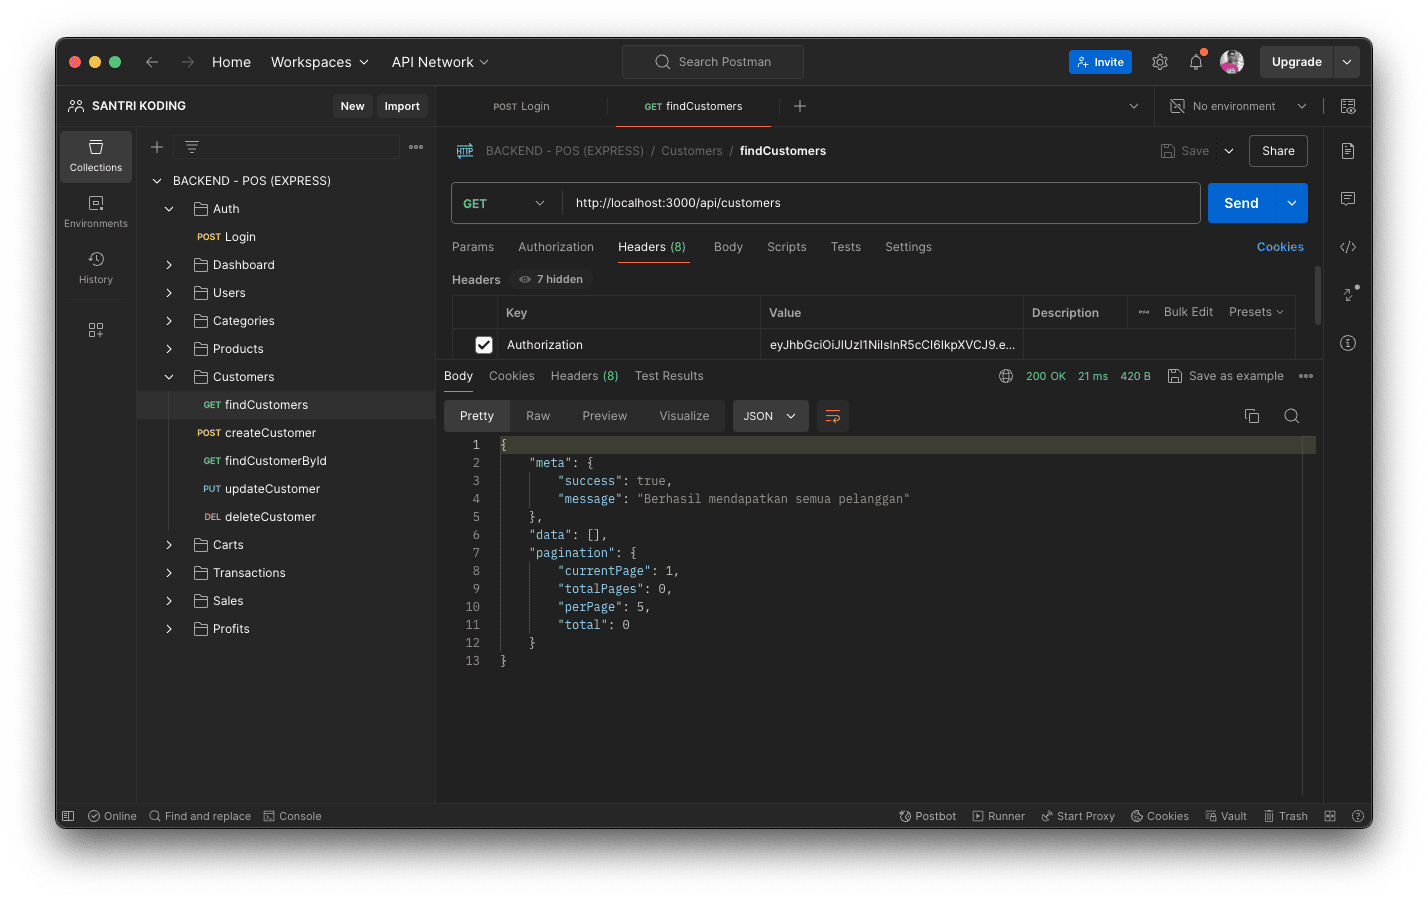 Home Workspaces API Network Search Postman Invite Upgrade
SANTRI KODING New Import
POST Login GET findCustomers No environment
Collections
Environments
History
BACKEND - POS (EXPRESS)
Auth
POST Login
Dashboard
Users
Categories
Products
Customers
GET findCustomers
POST createCustomer
GET findCustomerById
PUT updateCustomer
DEL deleteCustomer
Carts
Transactions
Sales
Profits
HTTP BACKEND - POS (EXPRESS) / Customers / findCustomers Save Share
GET http://localhost:3000/api/customers Send
Params Authorization Headers (8) Body Scripts Tests Settings Cookies
Headers 7 hidden
Key Value Description Bulk Edit Presets
Authorization eyJhbGciOiJIUzI1NiIsInR5cCI6IkpXVCJ9.e...
Body Cookies Headers (8) Test Results 200 OK 21 ms 420 B Save as example
Pretty Raw Preview Visualize JSON
1 {
2 "meta": {
3 "success": true,
4 "message": "Berhasil mendapatkan semua pelanggan"
5 },
6 "data": [],
7 "pagination": {
8 "currentPage": 1,
9 "totalPages": 0,
10 "perPage": 5,
11 "total": 0
12 }
13 }
Online Find and replace Console Postbot Runner Start Proxy Cookies Vault Trash